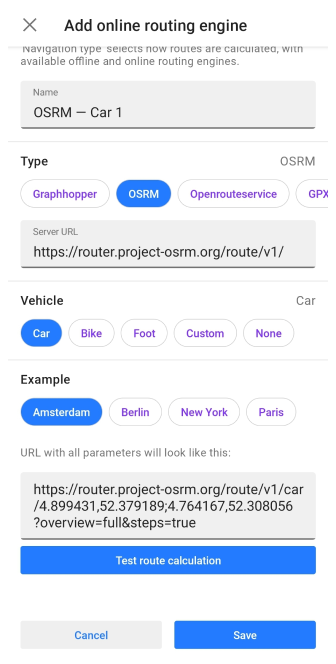 Add online routing engine
'Navigation type' selects how routes are calculated, with
available offline and online routing engines.
Name
OSRM — Car 1
Type OSRM
Graphhopper OSRM Openrouteservice GPX
Server URL
https://router.project-osrm.org/route/v1/
Vehicle Car
Car Bike Foot Custom None
Example
Amsterdam Berlin New York Paris
URL with all parameters will look like this:
https://router.project-osrm.org/route/v1/car
/4.899431,52.379189;4.764167,52.308056
?overview=full&steps=true
Test route calculation
Cancel Save